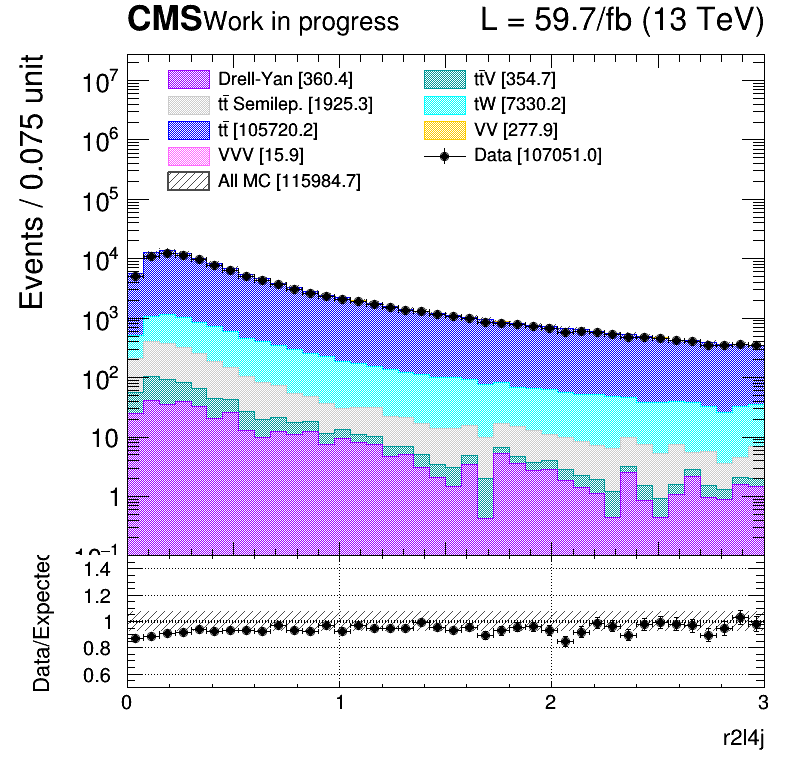 CMS Work in progress L = 59.7/fb (13 TeV)
Events / 0.075 unit
10⁷
10⁶
10⁵
10⁴
10³
10²
10
1
10⁻¹
Drell-Yan [360.4]
tt̄V [354.7]
tt̄ Semilep. [1925.3]
tW [7330.2]
tt̄ [105720.2]
VV [277.9]
VVV [15.9]
Data [107051.0]
All MC [115984.7]
Data/Expected
1.4
1.2
1
0.8
0.6
0 1 2 3
r2l4j